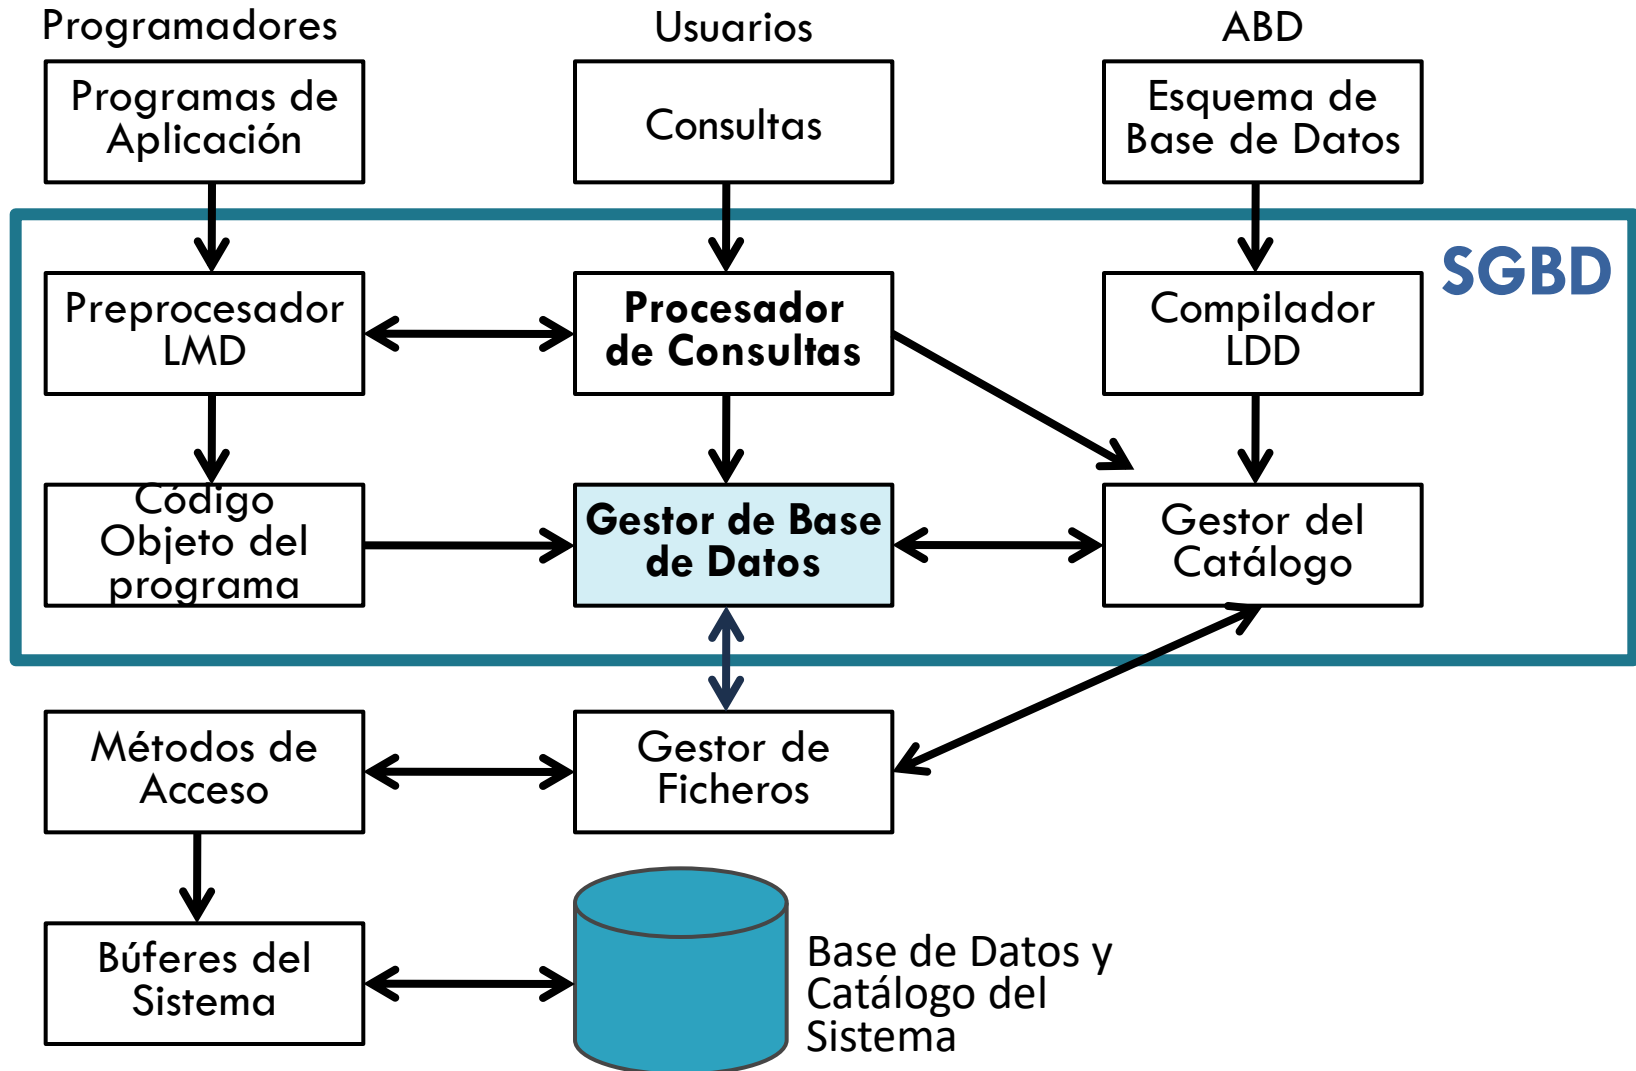 Programadores
Usuarios
ABD
Programas de
Aplicación
Consultas
Esquema de
Base de Datos
SGBD
Preprocesador
LMD
Procesador
de Consultas
Compilador
LDD
Código
Objeto del
programa
Gestor de Base
de Datos
Gestor del
Catálogo
Métodos de
Acceso
Gestor de
Ficheros
Búferes del
Sistema
Base de Datos y
Catálogo del
Sistema